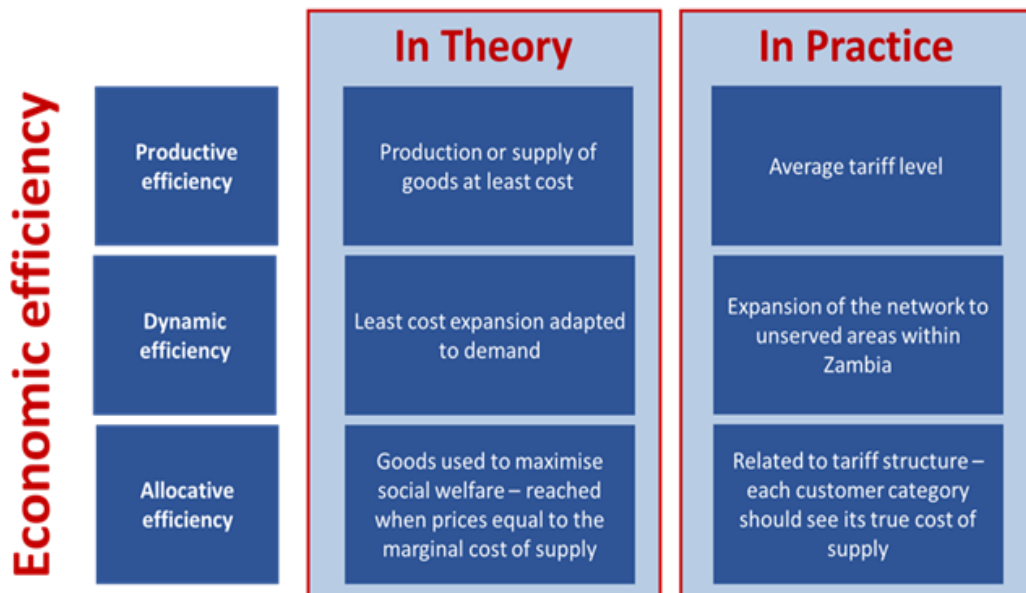 Economic efficiency
In Theory
In Practice
Productive
efficiency
Production or supply of
goods at least cost
Average tariff level
Dynamic
efficiency
Least cost expansion adapted
to demand
Expansion of the network to
unserved areas within
Zambia
Allocative
efficiency
Goods used to maximise
social welfare – reached
when prices equal to the
marginal cost of supply
Related to tariff structure –
each customer category
should see its true cost of
supply